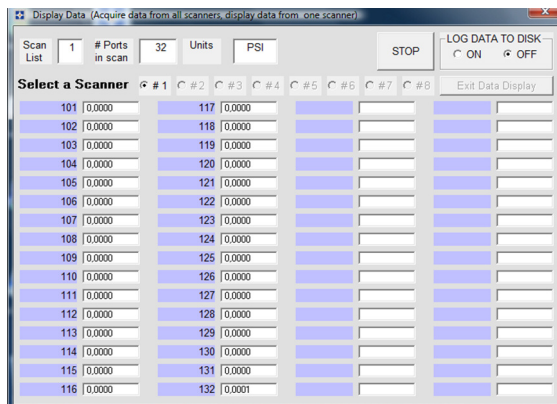 Display Data (Acquire data from all scanners, display data from one scanner)
Scan List 1 # Ports in scan 32 Units PSI STOP LOG DATA TO DISK ON OFF
Select a Scanner # 1 # 2 # 3 # 4 # 5 # 6 # 7 # 8 Exit Data Display
101 0,0000 117 0,0000
102 0,0000 118 0,0000
103 0,0000 119 0,0000
104 0,0000 120 0,0000
105 0,0000 121 0,0000
106 0,0000 122 0,0000
107 0,0000 123 0,0000
108 0,0000 124 0,0000
109 0,0000 125 0,0000
110 0,0000 126 0,0000
111 0,0000 127 0,0000
112 0,0000 128 0,0000
113 0,0000 129 0,0000
114 0,0000 130 0,0000
115 0,0000 131 0,0000
116 0,0000 132 0,0001